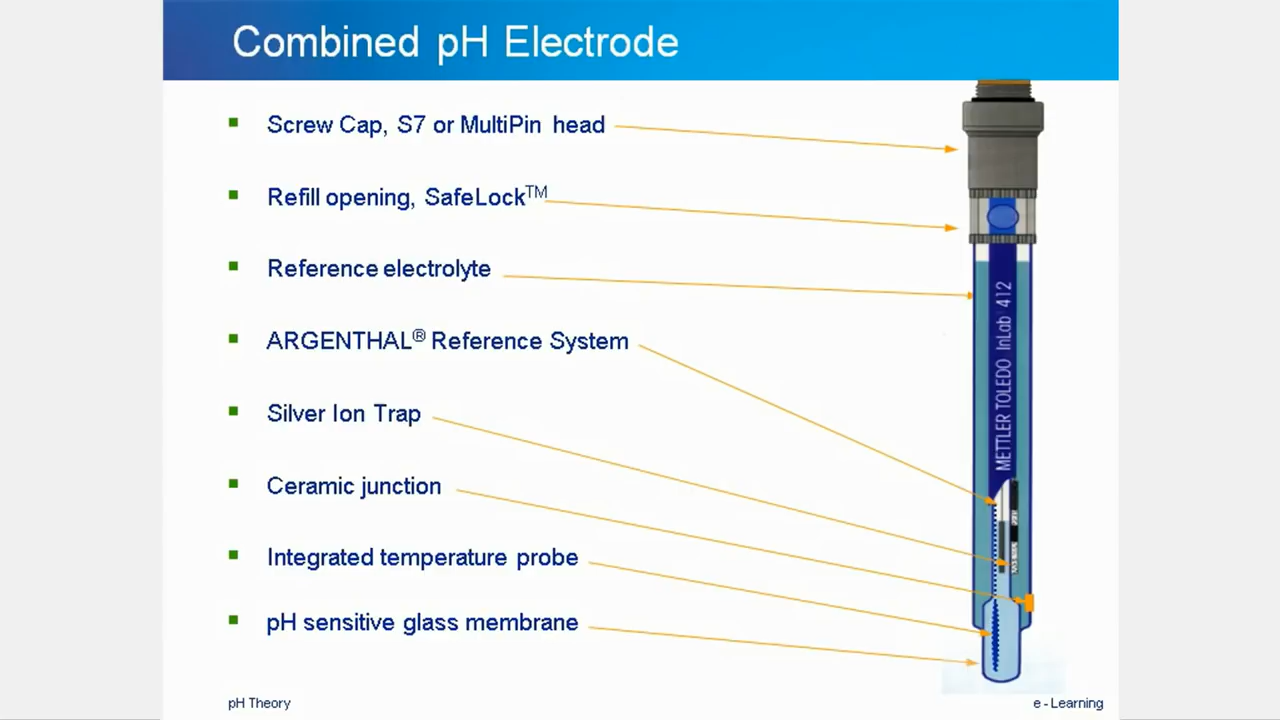 Combined pH Electrode
Screw Cap, S7 or MultiPin head
Refill opening, SafeLock™
Reference electrolyte
ARGENTHAL® Reference System
Silver Ion Trap
Ceramic junction
Integrated temperature probe
pH sensitive glass membrane
METTLER TOLEDO InLab 412
pH Theory
e - Learning